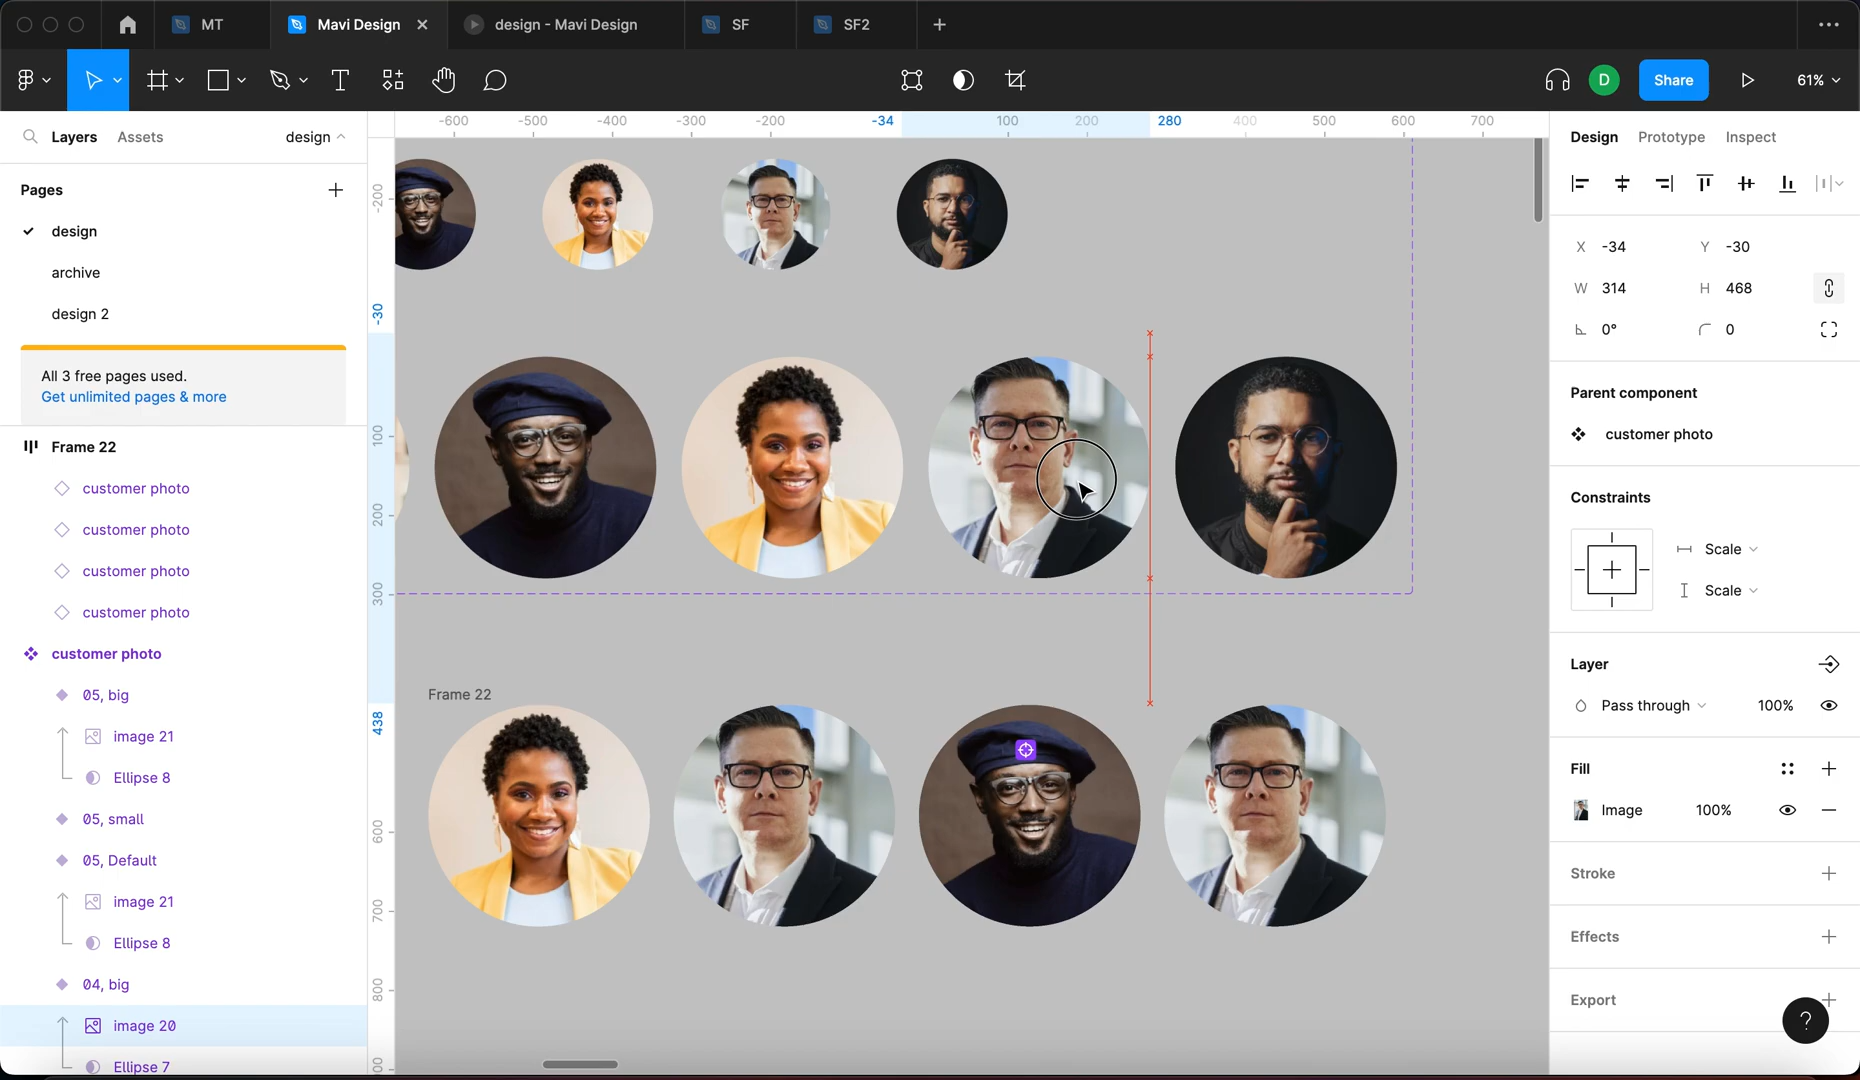 MT
Mavi Design
design - Mavi Design
SF
SF2
D
Share
61%
Layers
Assets
design
-600
-500
-400
-300
-200
-34
100
200
280
400
500
600
700
Design
Prototype
Inspect
Pages
design
archive
design 2
All 3 free pages used.
Get unlimited pages & more
Frame 22
customer photo
customer photo
customer photo
customer photo
customer photo
05, big
image 21
Ellipse 8
05, small
05, Default
image 21
Ellipse 8
04, big
image 20
Ellipse 7
-200
-30
100
200
300
438
600
700
800
Frame 22
X -34
Y -30
W 314
H 468
0°
0
Parent component
customer photo
Constraints
Scale
Scale
Layer
Pass through
100%
Fill
Image
100%
Stroke
Effects
Export
?